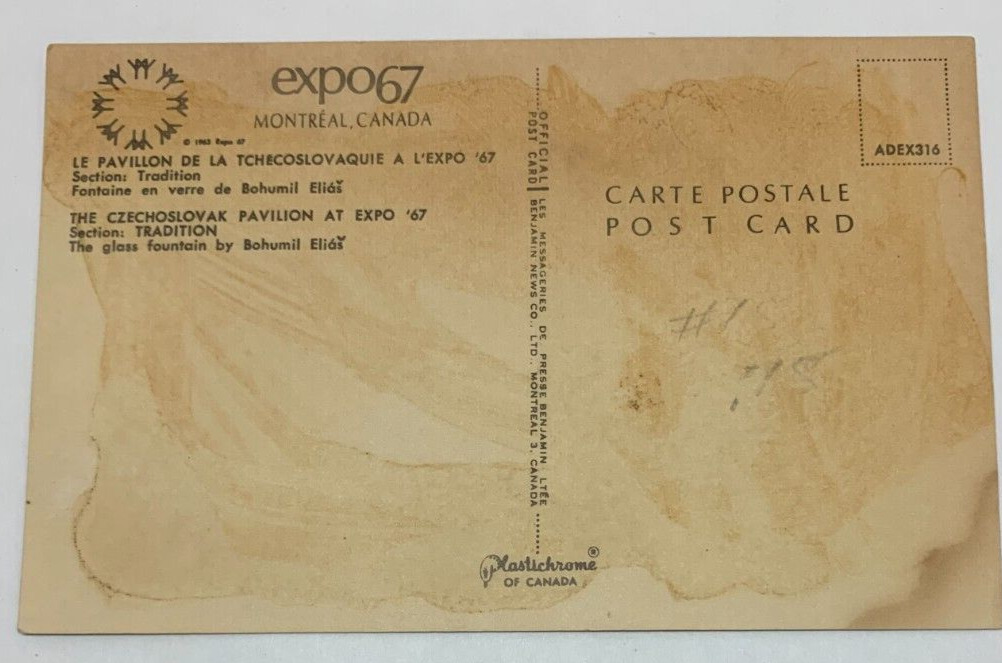 expo67
MONTRÉAL, CANADA
© 1963 Expo 67
LE PAVILLON DE LA TCHECOSLOVAQUIE A L'EXPO '67
Section: Tradition
Fontaine en verre de Bohumil Eliáš
THE CZECHOSLOVAK PAVILION AT EXPO '67
Section: TRADITION
The glass fountain by Bohumil Eliáš
OFFICIAL LES MESSAGERIES DE PRESSE BENJAMIN LTÉE
POST CARD BENJAMIN NEWS CO., LTD., MONTREAL 3, CANADA
Plastichrome®
OF CANADA
ADEX316
CARTE POSTALE
POST CARD
#1